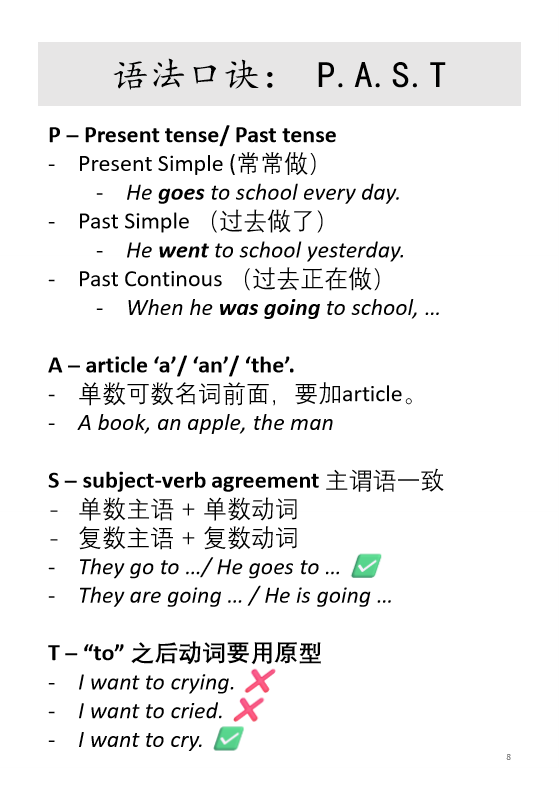 语法口诀： P.A.S.T
P – Present tense/ Past tense
- Present Simple (常常做）
- He goes to school every day.
- Past Simple （过去做了）
- He went to school yesterday.
- Past Continous （过去正在做）
- When he was going to school, …
A – article ‘a’/ ‘an’/ ‘the’.
- 单数可数名词前面，要加article。
- A book, an apple, the man
S – subject-verb agreement 主谓语一致
- 单数主语 + 单数动词
- 复数主语 + 复数动词
- They go to …/ He goes to … ✅
- They are going … / He is going …
T – “to” 之后动词要用原型
- I want to crying. ❌
- I want to cried. ❌
- I want to cry. ✅
8